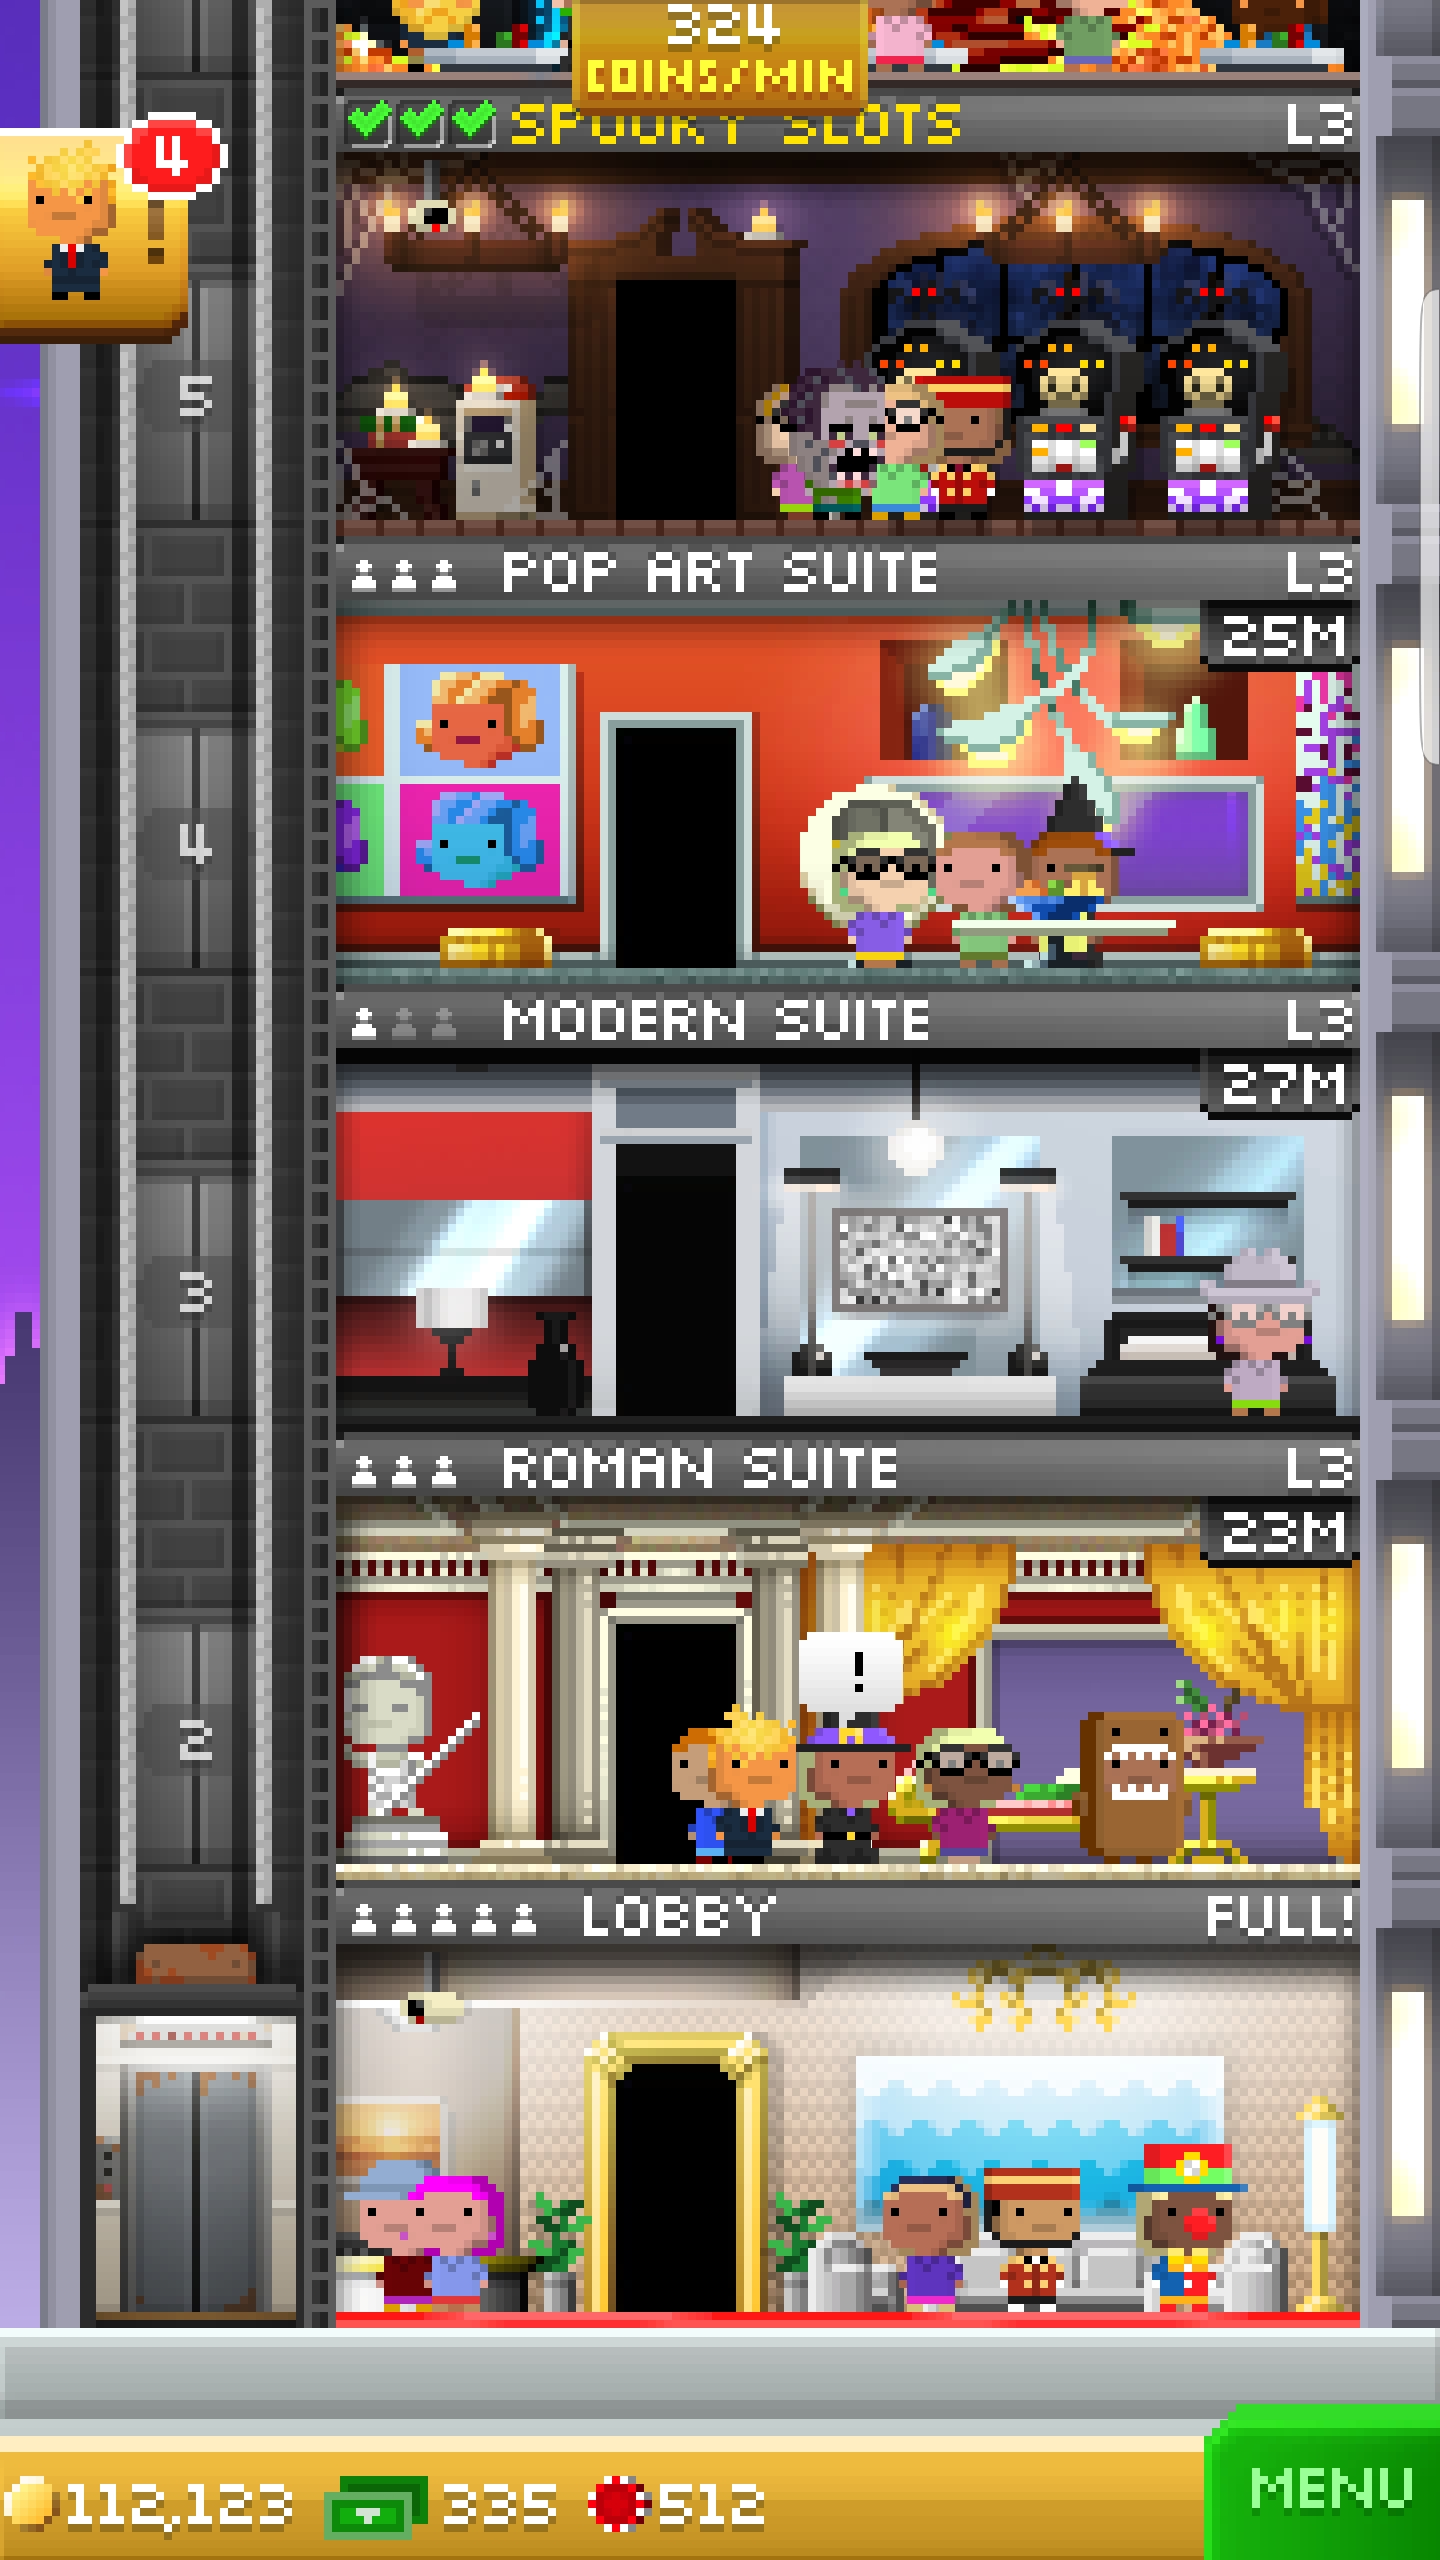 324
COINS/MIN
SPOOKY SLOTS L3
4
!
5
POP ART SUITE L3
25M
4
MODERN SUITE L3
27M
3
ROMAN SUITE L3
23M
!
2
LOBBY FULL!
112,123 335 512
MENU